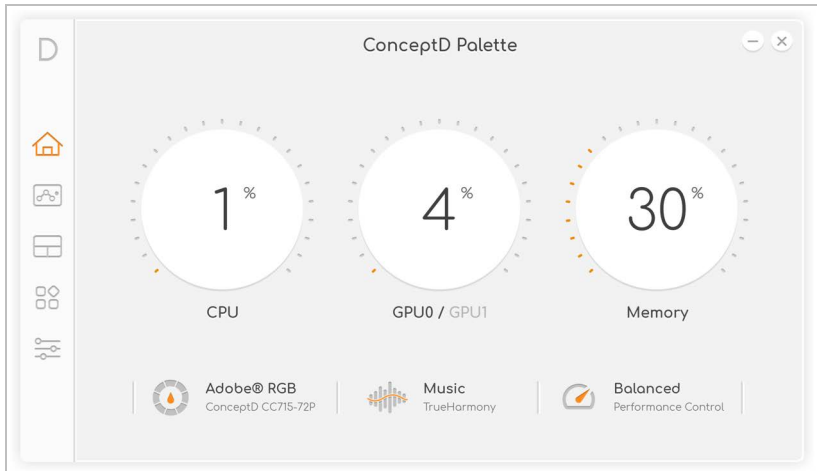 D
ConceptD Palette
1 %
4 %
30 %
CPU
GPU0 / GPU1
Memory
Adobe® RGB
ConceptD CC715-72P
Music
TrueHarmony
Balanced
Performance Control